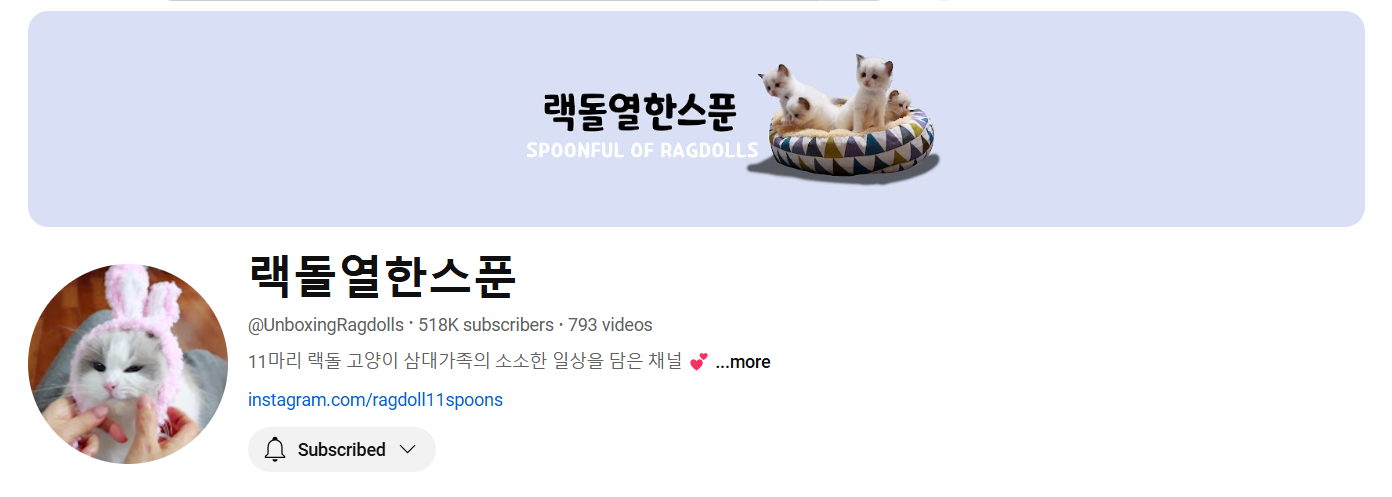 랙돌열한스푼
SPOONFUL OF RAGDOLLS
랙돌열한스푼
@UnboxingRagdolls · 518K subscribers · 793 videos
11마리 랙돌 고양이 삼대가족의 소소한 일상을 담은 채널 💕 ...more
instagram.com/ragdoll11spoons
Subscribed